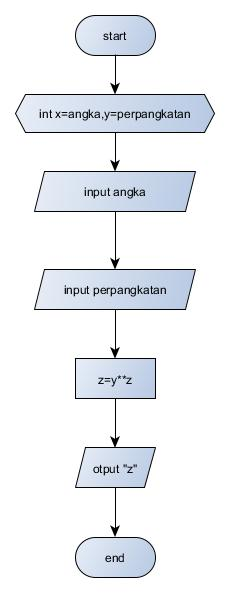 start
int x=angka,y=perpangkatan
input angka
input perpangkatan
z=y**z
otput "z"
end